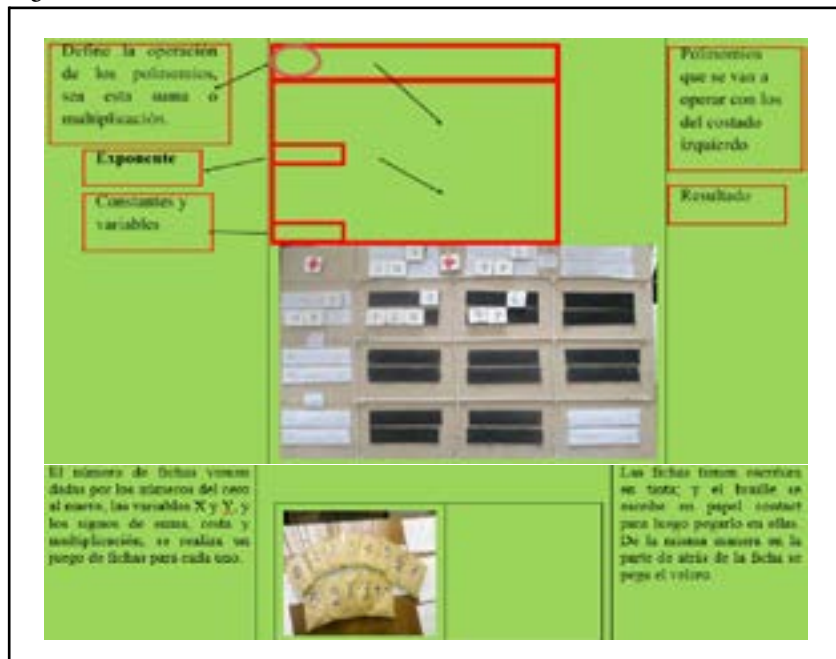 Define la operación
de los polinomios,
sea esta suma o
multiplicación.
Exponente
Constantes y
variables
Polinomios
que se van a
operar con los
del costado
izquierdo
Resultado
El número de fichas vienen
dadas por los números del cero
al nueve, las variables X y Y, y
los signos de suma, resta y
multiplicación, se realiza un
juego de fichas para cada uno.
Las fichas tienen escritura
en tinta; y el braille se
escribe en papel contact
para luego pegarlo en ellas.
De la misma manera en la
parte de atrás de la ficha se
pega el velcro